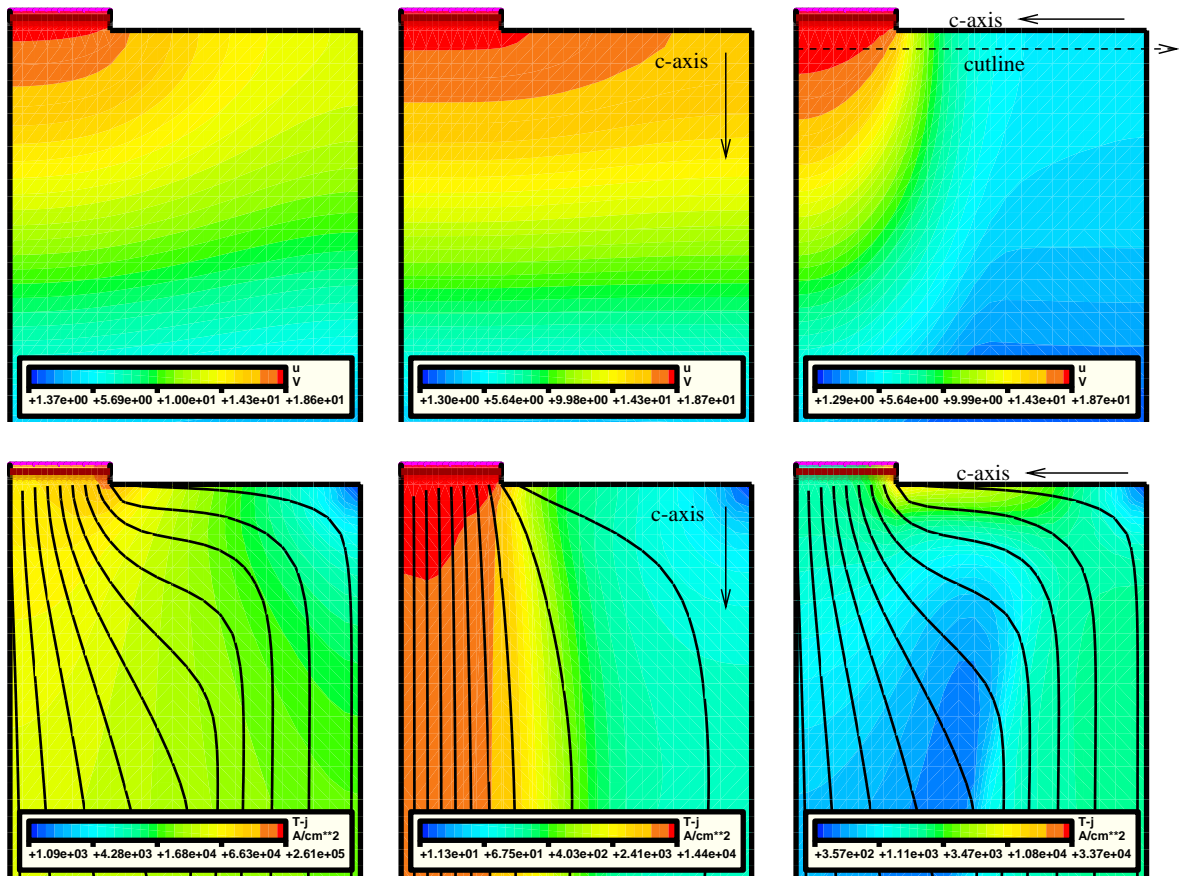 c-axis
cutline
c-axis
u
V
+1.37e+00 +5.69e+00 +1.00e+01 +1.43e+01 +1.86e+01
u
V
+1.30e+00 +5.64e+00 +9.98e+00 +1.43e+01 +1.87e+01
u
V
+1.29e+00 +5.64e+00 +9.99e+00 +1.43e+01 +1.87e+01
c-axis
c-axis
T-j
A/cm**2
+1.09e+03 +4.28e+03 +1.68e+04 +6.63e+04 +2.61e+05
T-j
A/cm**2
+1.13e+01 +6.75e+01 +4.03e+02 +2.41e+03 +1.44e+04
T-j
A/cm**2
+3.57e+02 +1.11e+03 +3.47e+03 +1.08e+04 +3.37e+04